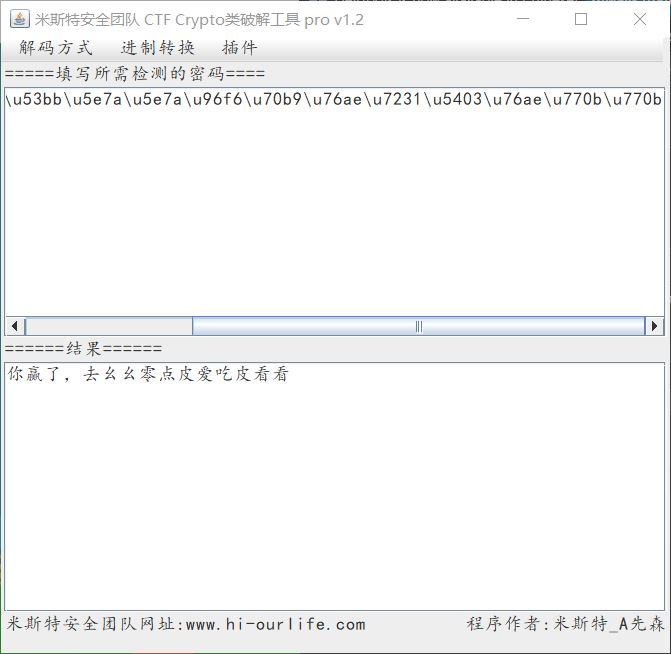 米斯特安全团队 CTF Crypto类破解工具 pro v1.2
解码方式 进制转换 插件
=====填写所需检测的密码====
\u53bb\u5e7a\u5e7a\u96f6\u70b9\u76ae\u7231\u5403\u76ae\u770b\u770b
======结果======
你赢了，去幺幺零点皮爱吃皮看看
米斯特安全团队网址:www.hi-ourlife.com 程序作者:米斯特_A先森